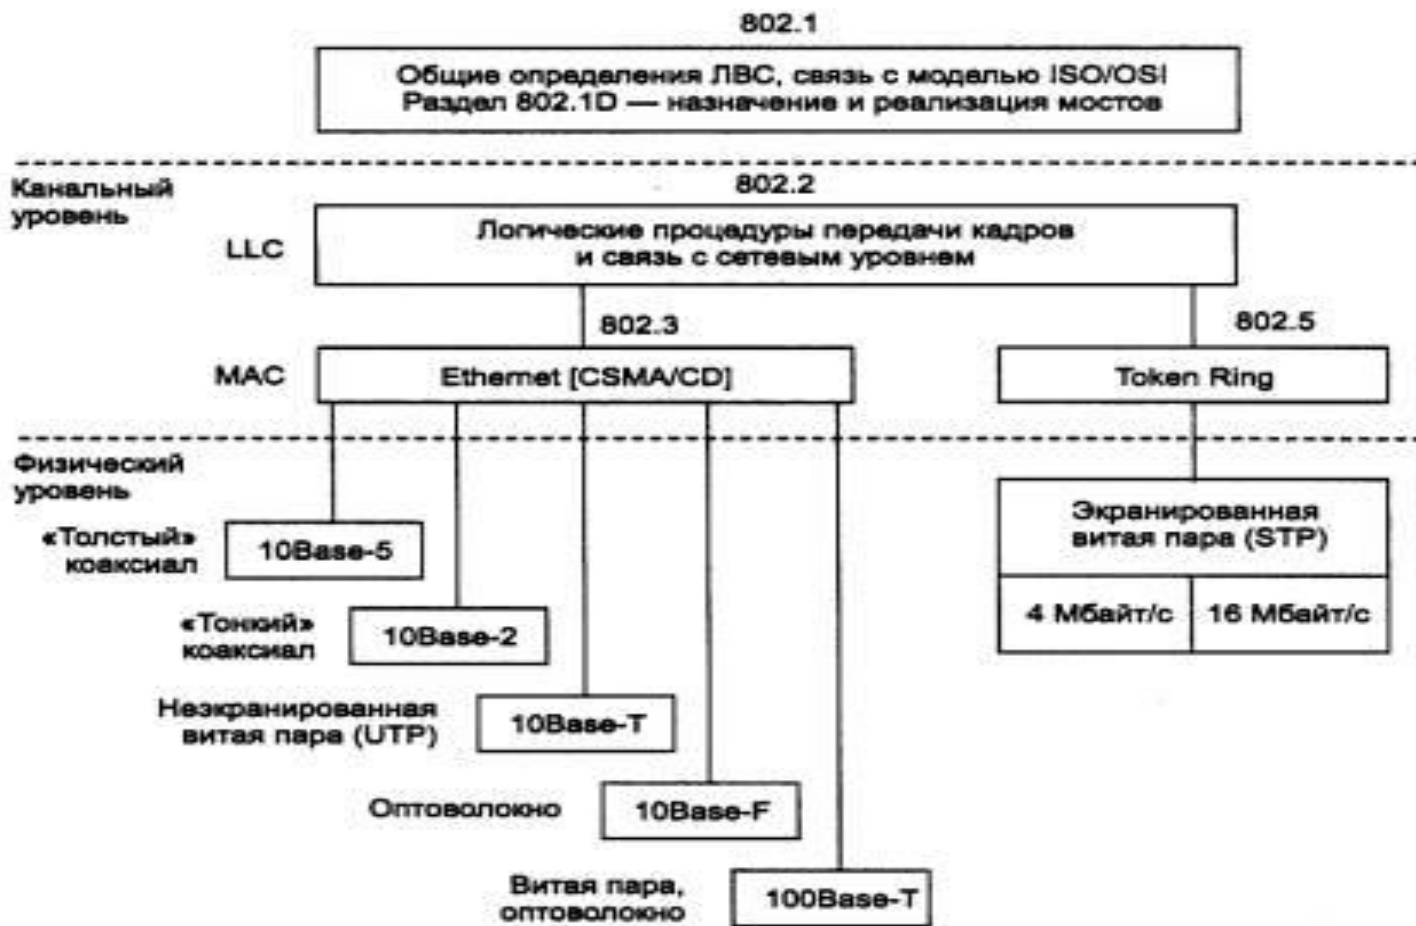 802.1
Общие определения ЛВС, связь с моделью ISO/OSI
Раздел 802.1D — назначение и реализация мостов
Канальный
уровень
802.2
LLC
Логические процедуры передачи кадров
и связь с сетевым уровнем
802.3
802.5
MAC
Ethernet [CSMA/CD]
Token Ring
Физический
уровень
«Толстый»
коаксиал
10Base-5
Экранированная
витая пара (STP)
4 Мбайт/с
16 Мбайт/с
«Тонкий»
коаксиал
10Base-2
Неэкранированная
витая пара (UTP)
10Base-T
Оптоволокно
10Base-F
Витая пара,
оптоволокно
100Base-T